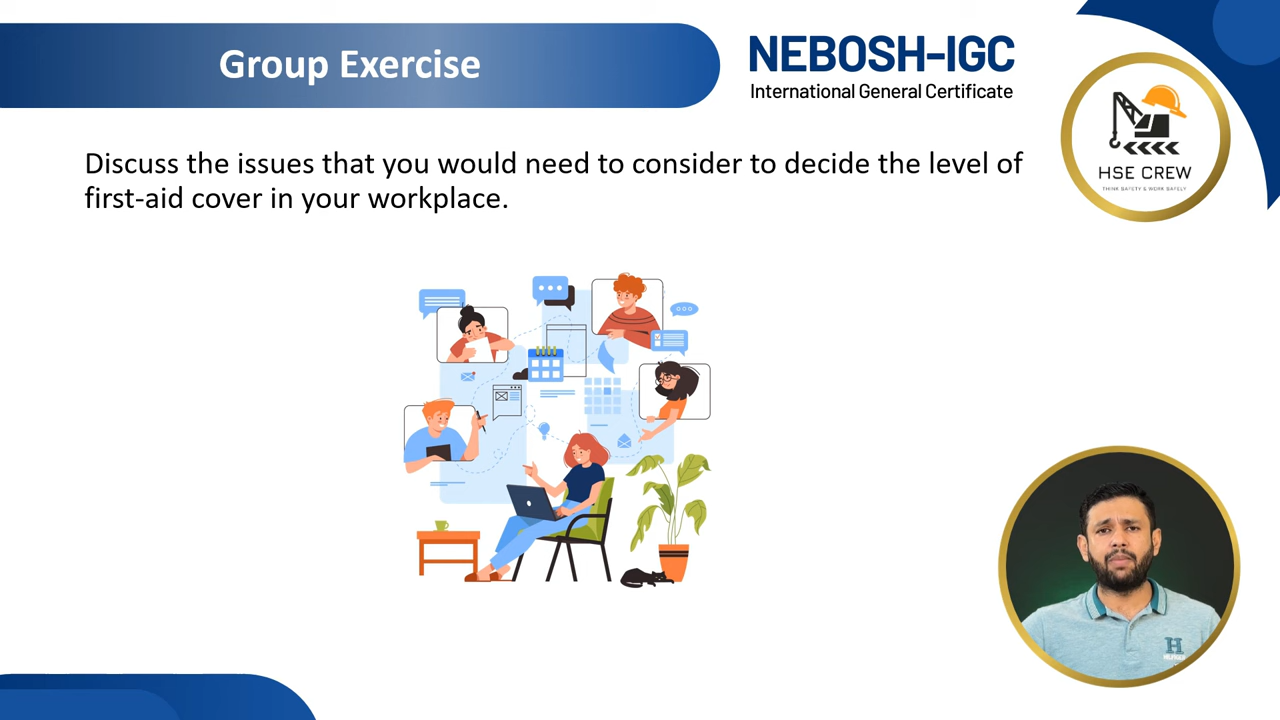 Group Exercise
NEBOSH-IGC
International General Certificate
HSE CREW
THINK SAFETY & WORK SAFELY
Discuss the issues that you would need to consider to decide the level of
first-aid cover in your workplace.
H